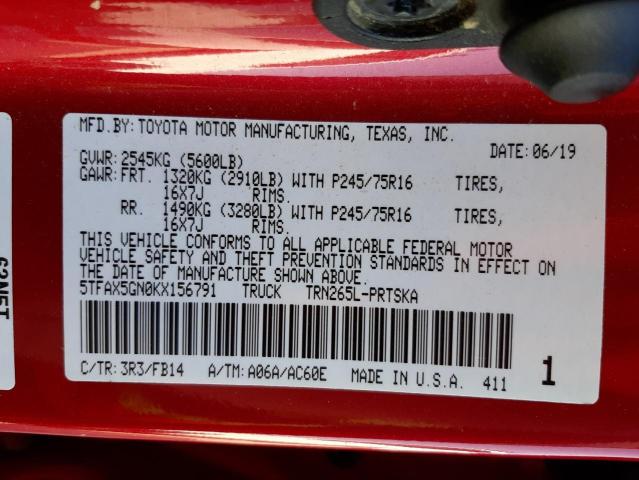 MFD.BY:TOYOTA MOTOR MANUFACTURING, TEXAS, INC.
DATE:06/19
GVWR:2545KG (5600LB)
GAWR:FRT. 1320KG (2910LB) WITH P245/75R16 TIRES,
16X7J RIMS.
RR. 1490KG (3280LB) WITH P245/75R16 TIRES,
16X7J RIMS.
THIS VEHICLE CONFORMS TO ALL APPLICABLE FEDERAL MOTOR
VEHICLE SAFETY AND THEFT PREVENTION STANDARDS IN EFFECT ON
THE DATE OF MANUFACTURE SHOWN ABOVE.
5TFAX5GN0KX156791 TRUCK TRN265L-PRTSKA
C/TR:3R3/FB14 A/TM:A06A/AC60E MADE IN U.S.A. 411
1